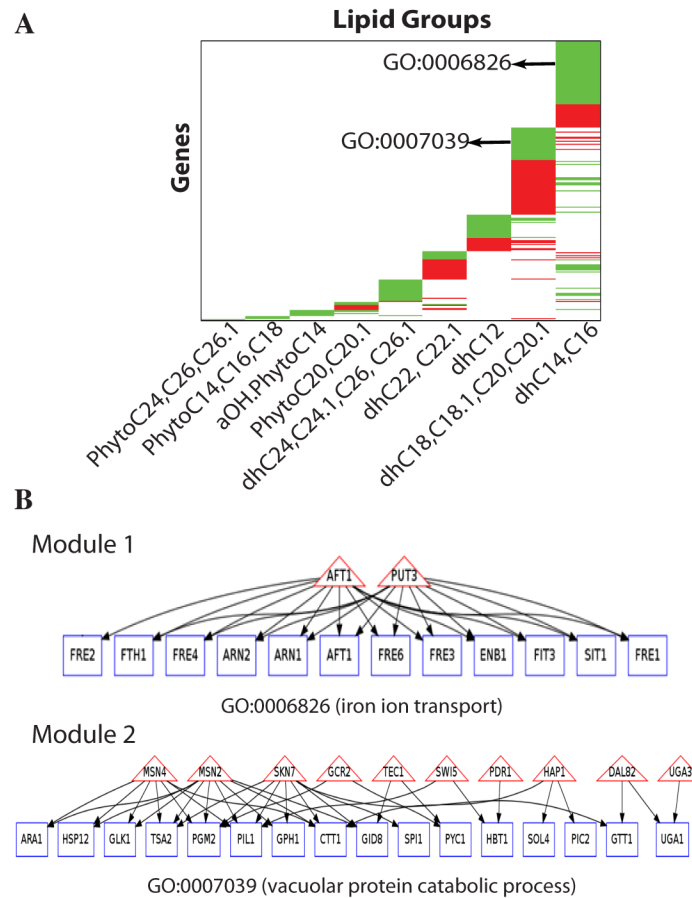 A
Lipid Groups
Genes
GO:0006826
GO:0007039
PhytoC24,C26,C26.1
PhytoC14,C16,C18
aOH.PhytoC14
PhytoC20,C20.1
dhC24,C24.1,C26, C26.1
dhC22, C22.1
dhC12
dhC18,C18.1,C20,C20.1
dhC14,C16
B
Module 1
AFT1 PUT3
FRE2 FTH1 FRE4 ARN2 ARN1 AFT1 FRE6 FRE3 ENB1 FIT3 SIT1 FRE1
GO:0006826 (iron ion transport)
Module 2
MSN4 MSN2 SKN7 GCR2 TEC1 SWI5 PDR1 HAP1 DAL82 UGA3
ARA1 HSP12 GLK1 TSA2 PGM2 PIL1 GPH1 CTT1 GID8 SPI1 PYC1 HBT1 SOL4 PIC2 GTT1 UGA1
GO:0007039 (vacuolar protein catabolic process)